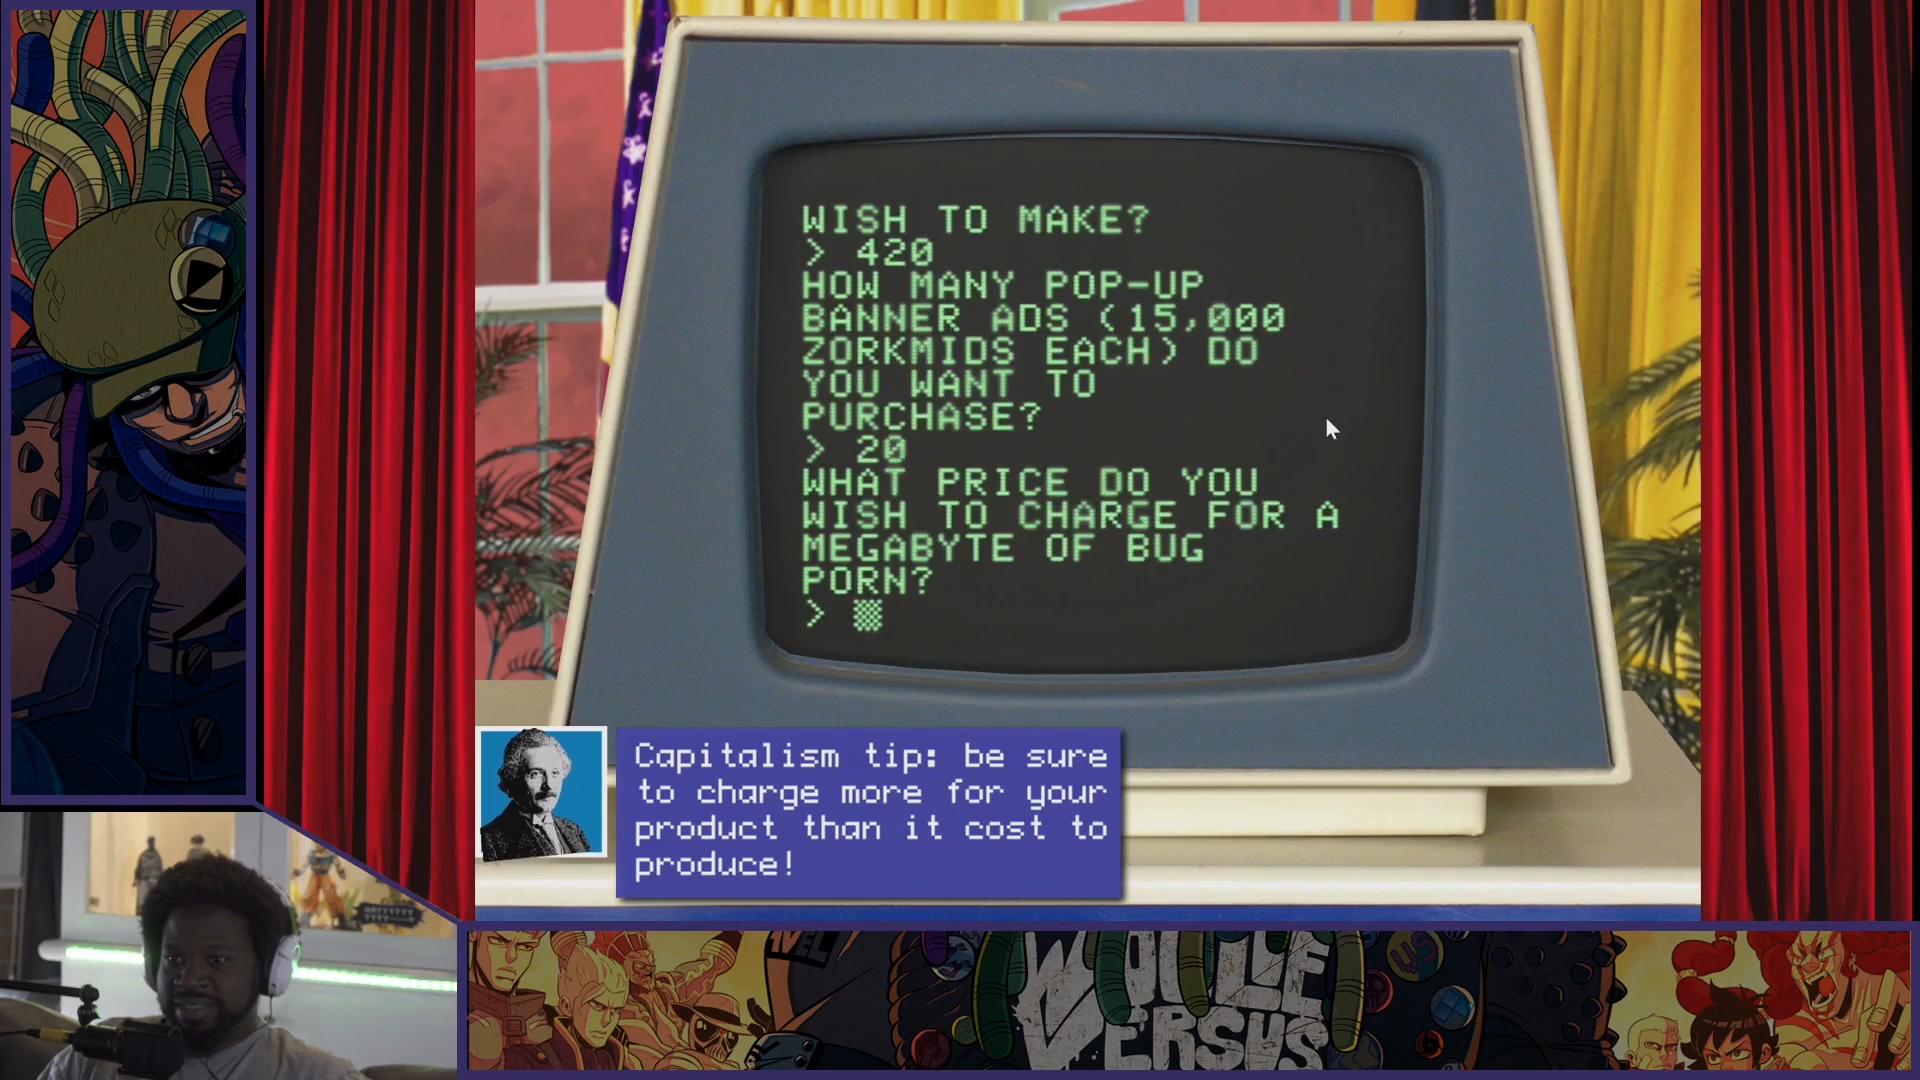 WISH TO MAKE?
> 420
HOW MANY POP-UP
BANNER ADS (15,000
ZORKMIDS EACH) DO
YOU WANT TO
PURCHASE?
> 20
WHAT PRICE DO YOU
WISH TO CHARGE FOR A
MEGABYTE OF BUG
PORN?
>
Capitalism tip: be sure
to charge more for your
product than it cost to
produce!
WOOLIE
VERSUS